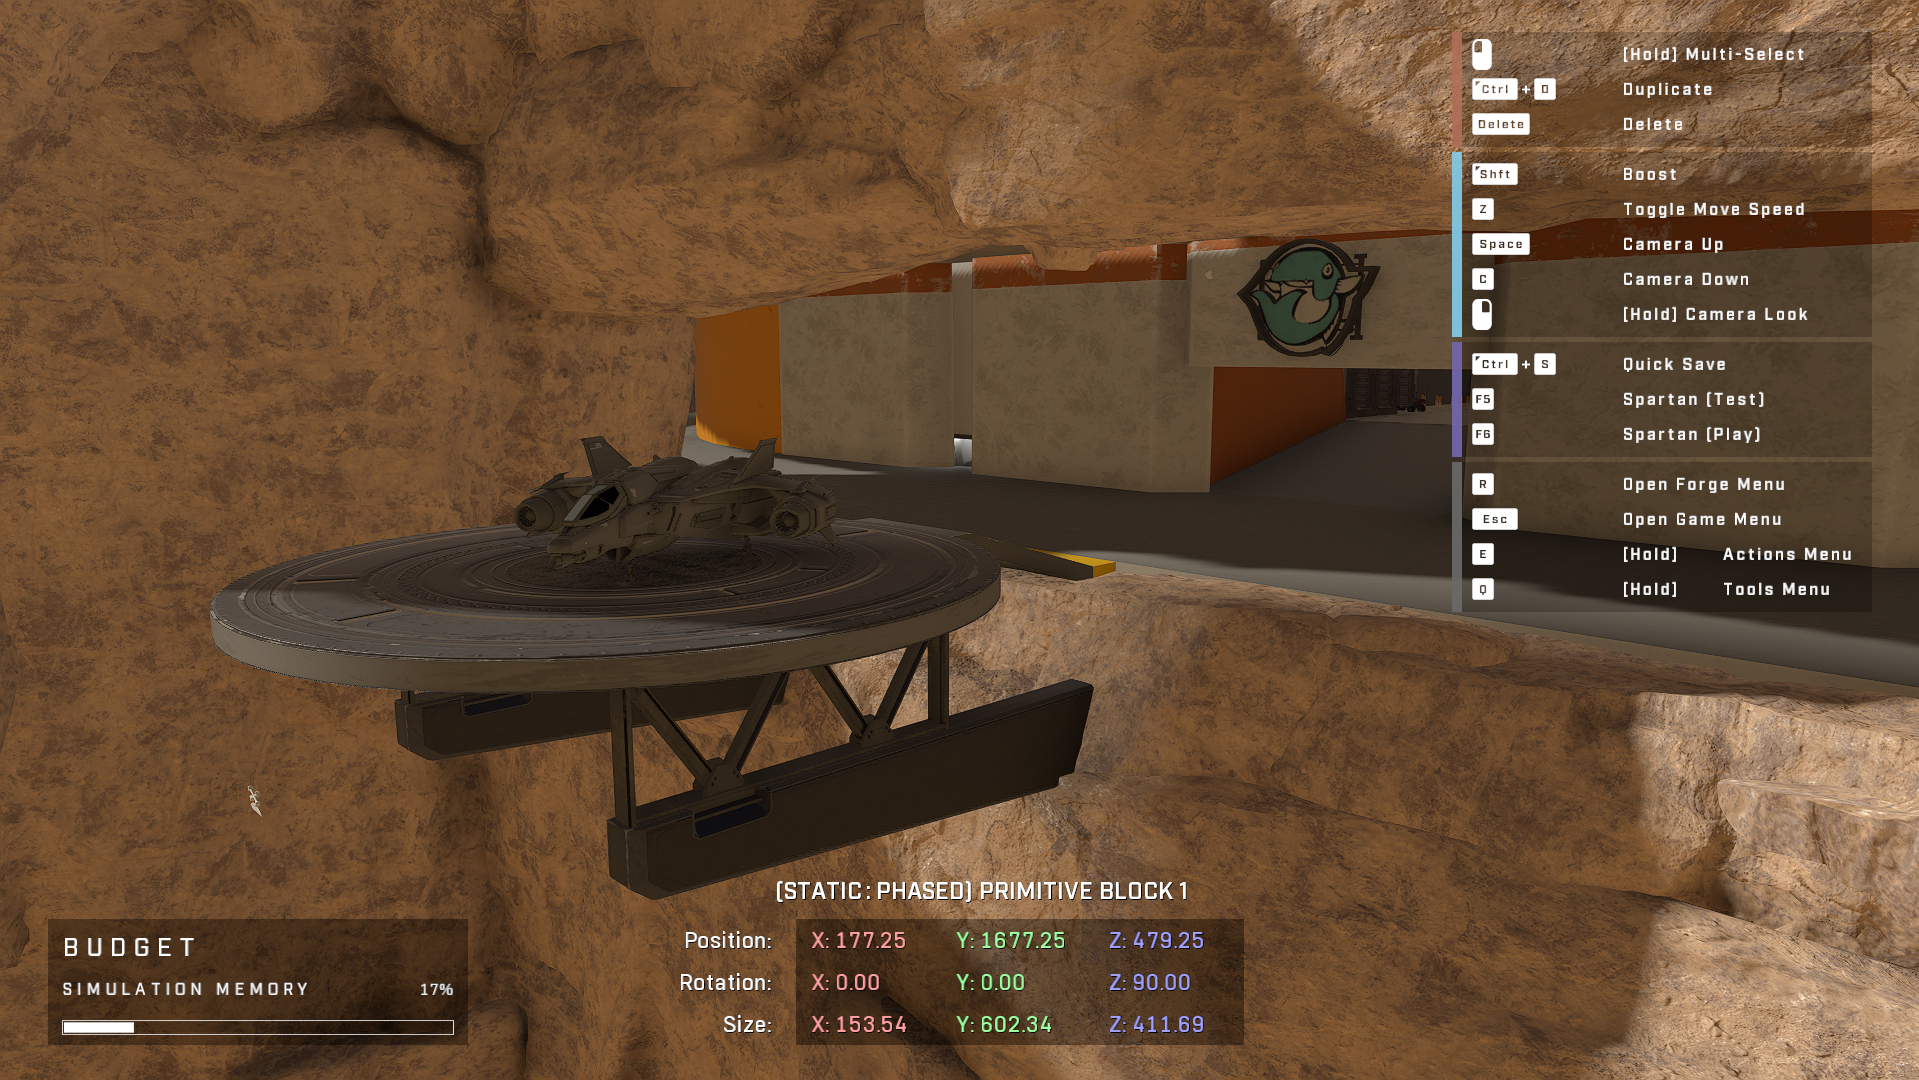 [Hold] Multi-Select
Ctrl + D Duplicate
Delete Delete
Shft Boost
Z Toggle Move Speed
Space Camera Up
C Camera Down
[Hold] Camera Look
Ctrl + S Quick Save
F5 Spartan [Test]
F6 Spartan [Play]
R Open Forge Menu
Esc Open Game Menu
E [Hold] Actions Menu
Q [Hold] Tools Menu
[STATIC : PHASED] PRIMITIVE BLOCK 1
Position: X: 177.25 Y: 1677.25 Z: 479.25
Rotation: X: 0.00 Y: 0.00 Z: 90.00
Size: X: 153.54 Y: 602.34 Z: 411.69
BUDGET
SIMULATION MEMORY 17%